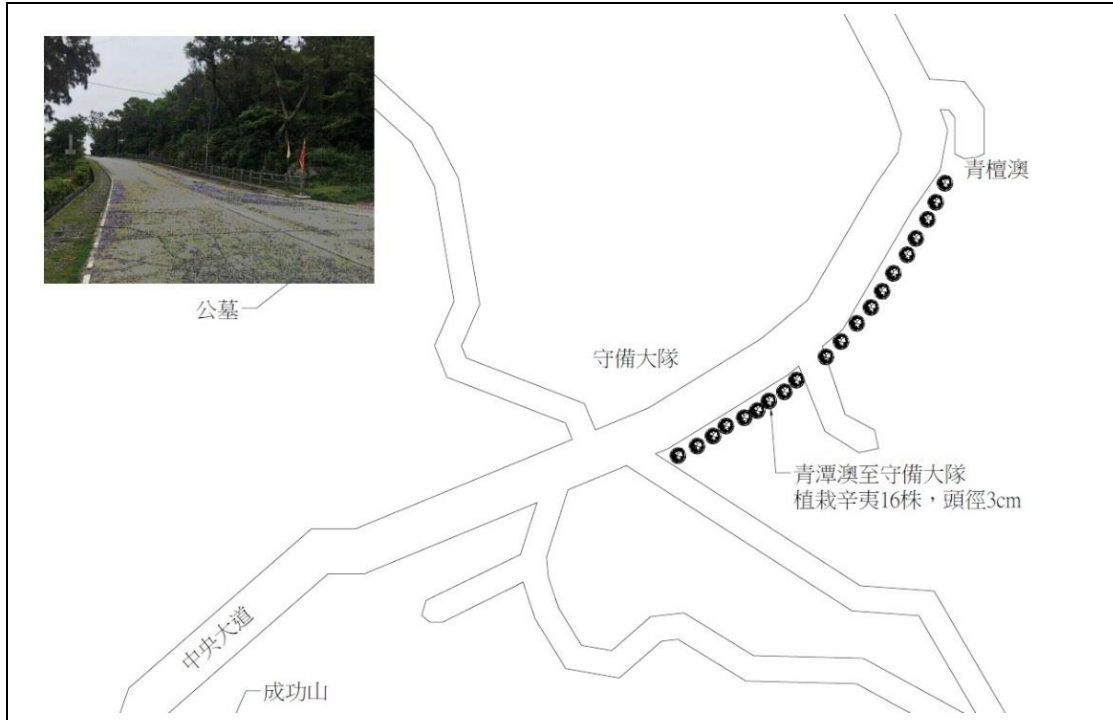 青檀澳
公墓
守備大隊
青潭澳至守備大隊
植栽辛夷16株，頭徑3cm
中央大道
成功山